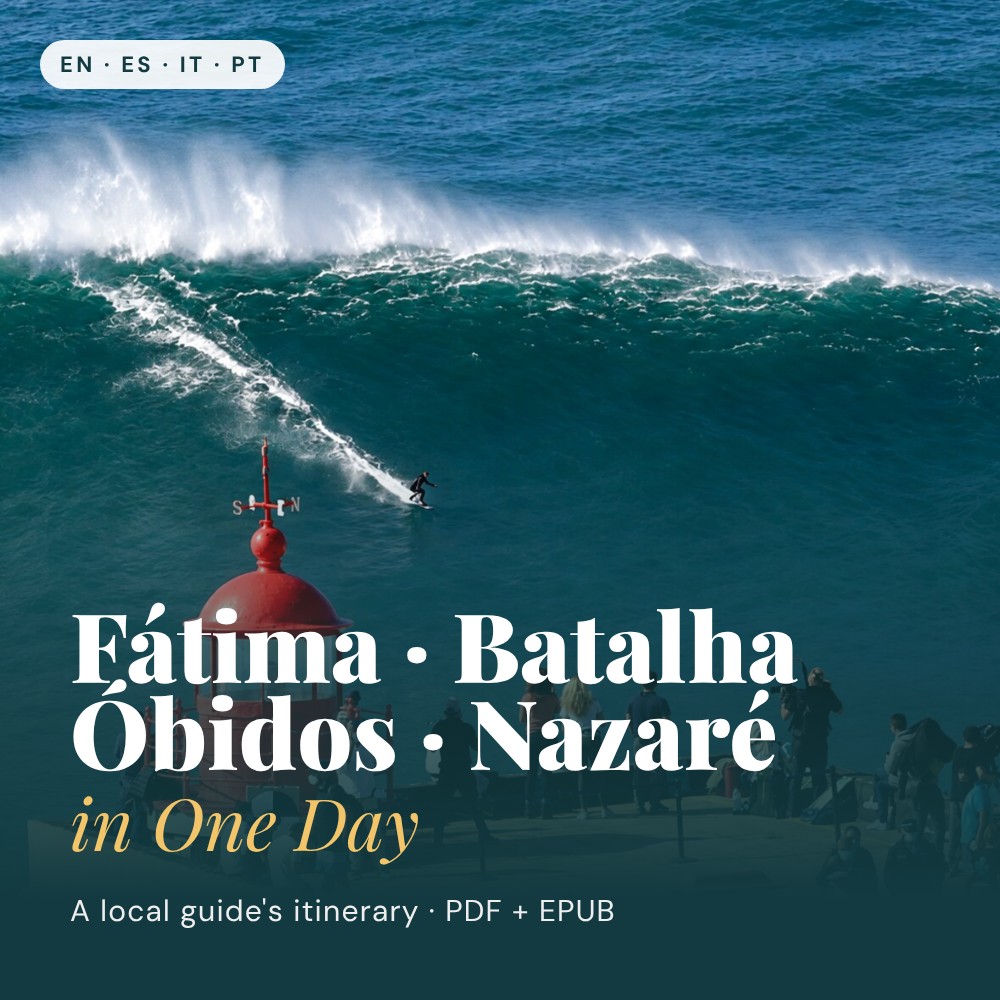 EN · ES · IT · PT
S N
Fátima · Batalha
Óbidos · Nazaré
in One Day
A local guide's itinerary · PDF + EPUB